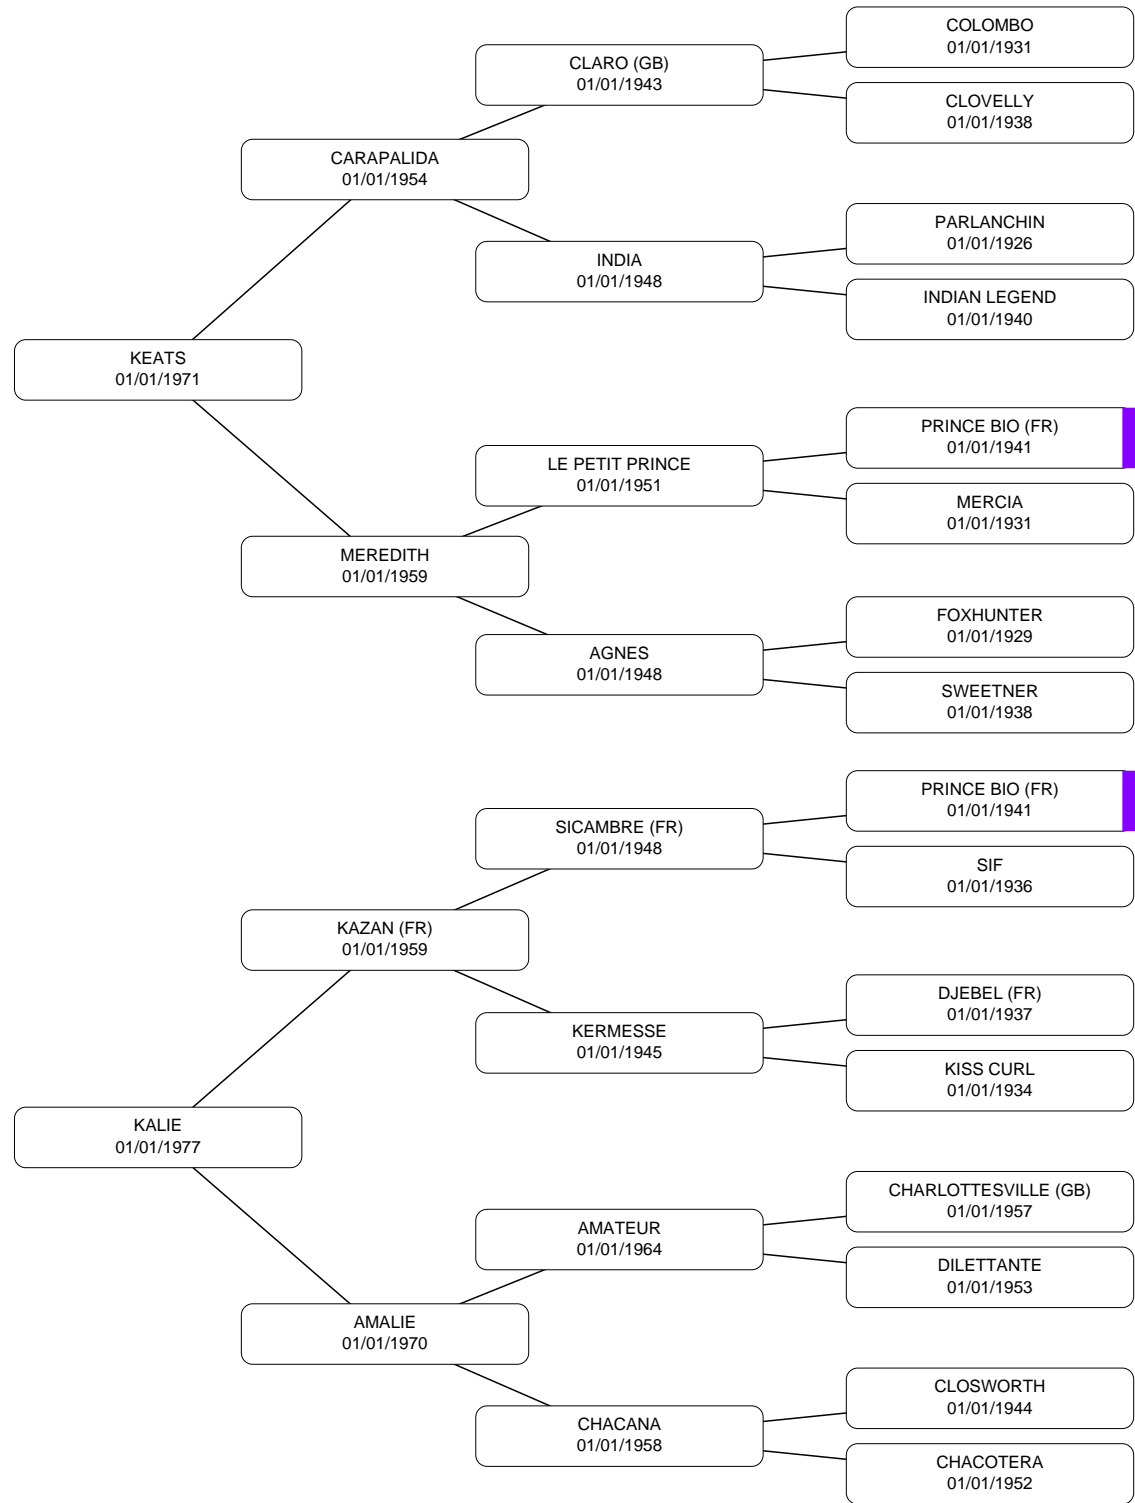 COLOMBO
01/01/1931
CLARO (GB)
01/01/1943
CLOVELLY
01/01/1938
CARAPALIDA
01/01/1954
PARLANCHIN
01/01/1926
INDIA
01/01/1948
INDIAN LEGEND
01/01/1940
KEATS
01/01/1971
PRINCE BIO (FR)
01/01/1941
LE PETIT PRINCE
01/01/1951
MERCIA
01/01/1931
MEREDITH
01/01/1959
FOXHUNTER
01/01/1929
AGNES
01/01/1948
SWEETNER
01/01/1938
PRINCE BIO (FR)
01/01/1941
SICAMBRE (FR)
01/01/1948
SIF
01/01/1936
KAZAN (FR)
01/01/1959
DJEBEL (FR)
01/01/1937
KERMESSE
01/01/1945
KISS CURL
01/01/1934
KALIE
01/01/1977
CHARLOTTESVILLE (GB)
01/01/1957
AMATEUR
01/01/1964
DILETTANTE
01/01/1953
AMALIE
01/01/1970
CLOSWORTH
01/01/1944
CHACANA
01/01/1958
CHACOTERA
01/01/1952